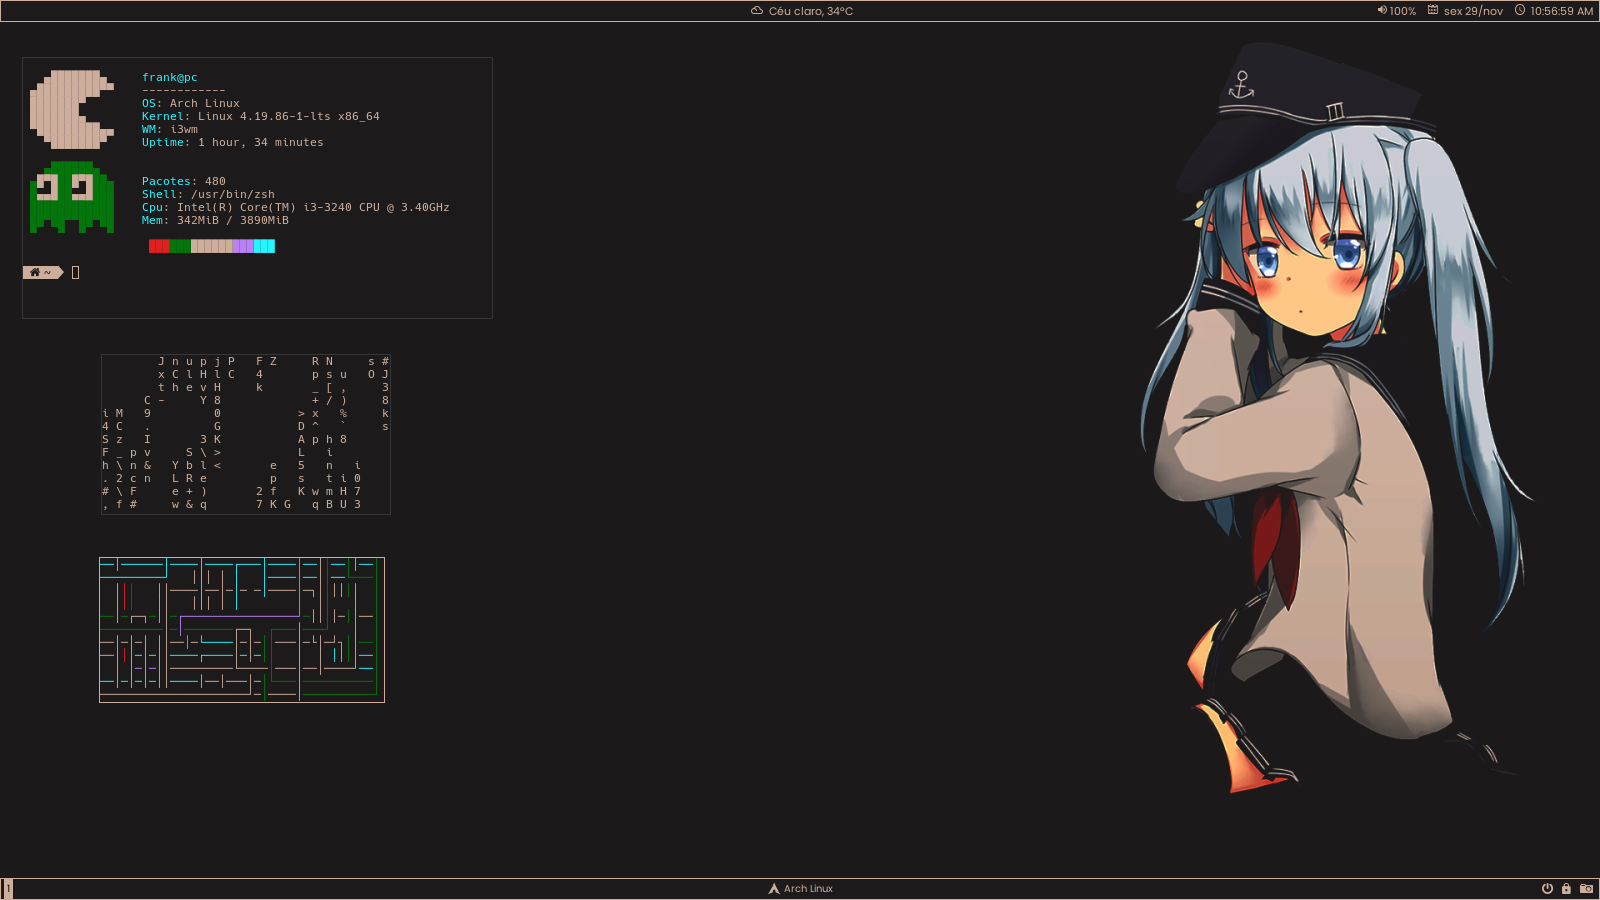 Céu claro, 34°C
100% sex 29/nov 10:56:59 AM
frank@pc
------------
OS: Arch Linux
Kernel: Linux 4.19.86-1-lts x86_64
WM: i3wm
Uptime: 1 hour, 34 minutes
Pacotes: 480
Shell: /usr/bin/zsh
Cpu: Intel(R) Core(TM) i3-3240 CPU @ 3.40GHz
Mem: 342MiB / 3890MiB
~
J n u p j P F Z R N s #
x C l H l C 4 p s u O J
t h e v H k _ [ , 3
C - Y 8 + / ) 8
i M 9 0 > x % k
4 C . G D ^ ` s
S z I 3 K A p h 8
F _ p v S \ > L i
h \ n & Y b l < e 5 n i
. 2 c n L R e p s t i 0
# \ F e + ) 2 f K w m H 7
, f # w & q 7 K G q B U 3
1 Arch Linux